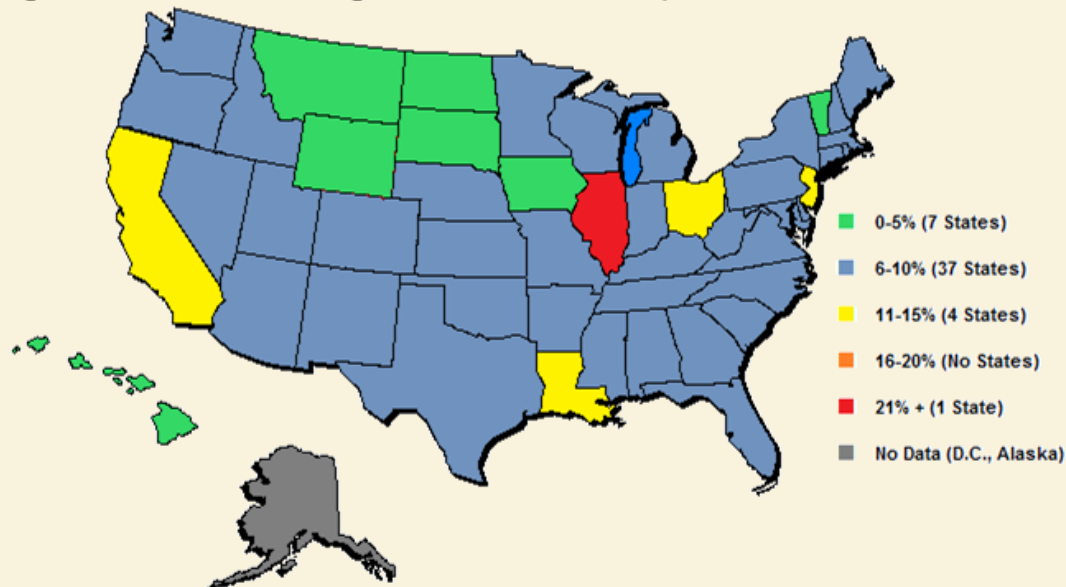 0-5% (7 States)
6-10% (37 States)
11-15% (4 States)
16-20% (No States)
21% + (1 State)
No Data (D.C., Alaska)